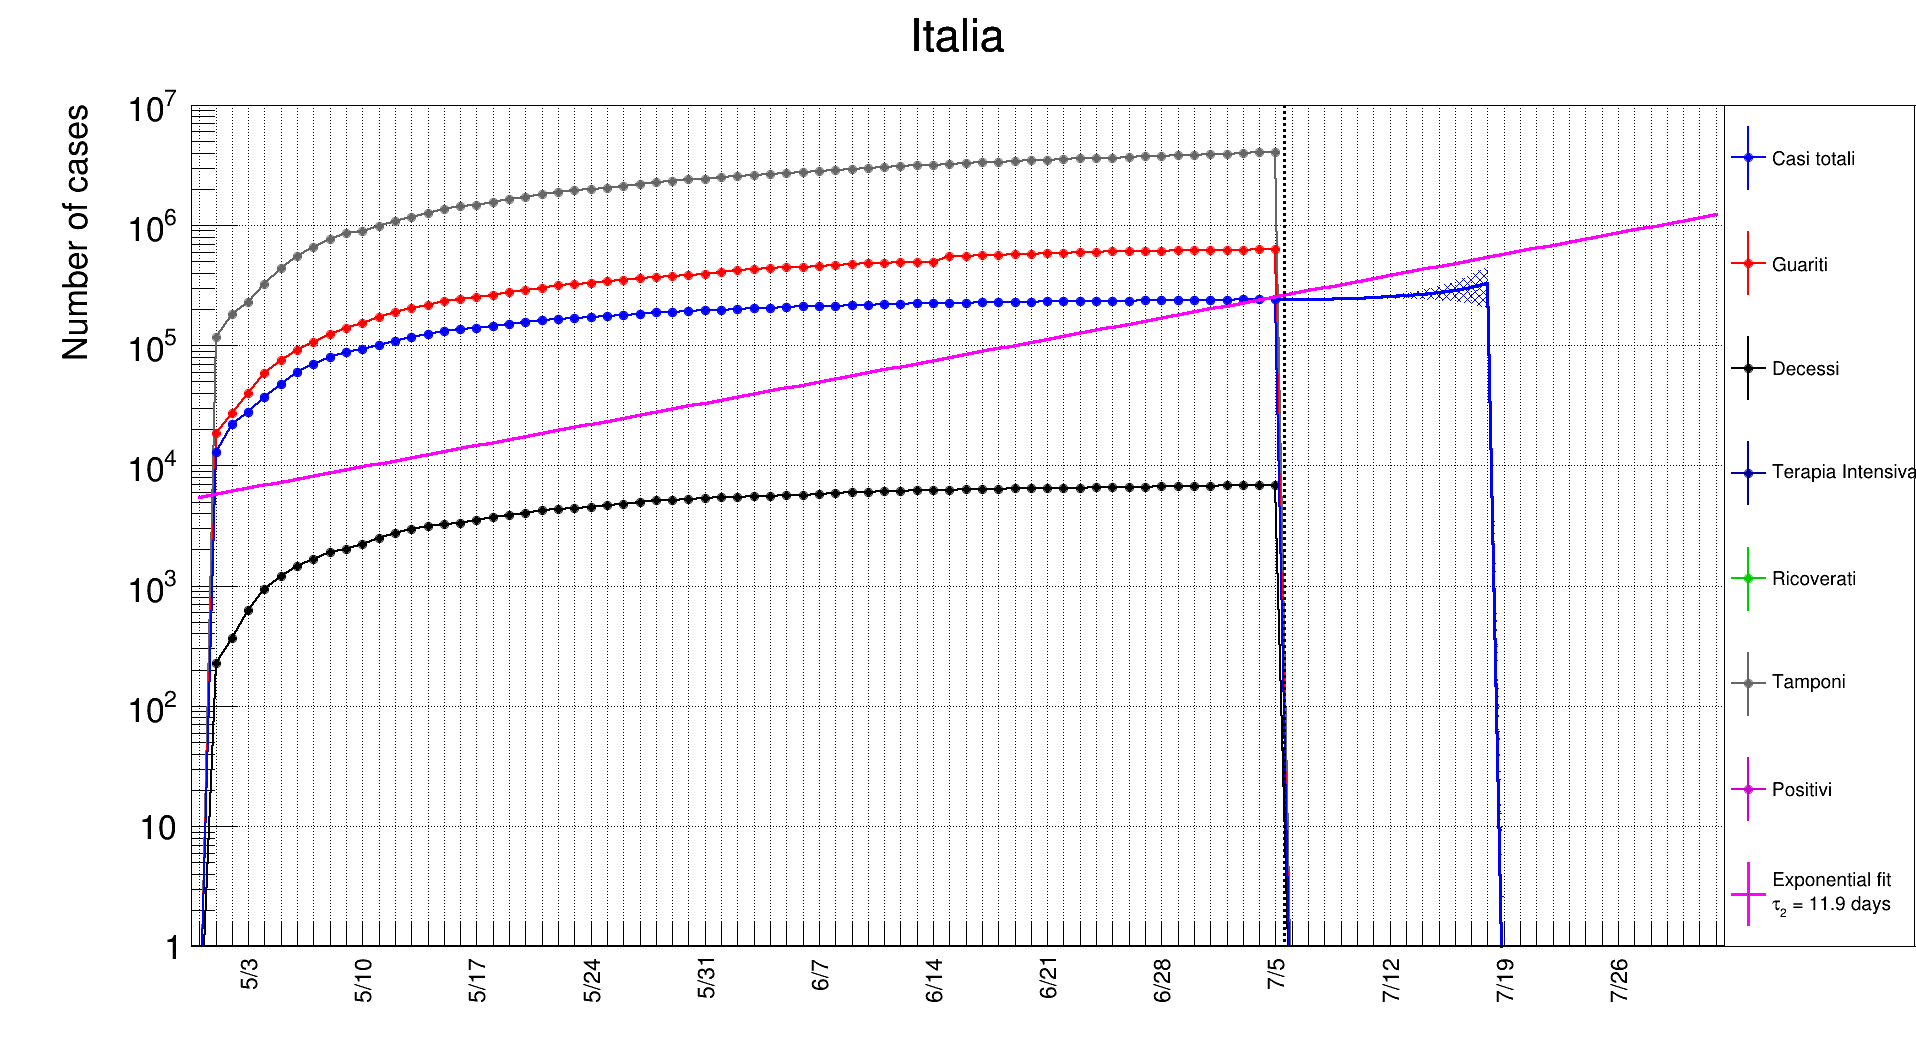 Italia
Number of cases
10^7
10^6
10^5
10^4
10^3
10^2
10
1
5/3
5/10
5/17
5/24
5/31
6/7
6/14
6/21
6/28
7/5
7/12
7/19
7/26
Casi totali
Guariti
Decessi
Terapia Intensiva
Ricoverati
Tamponi
Positivi
Exponential fit
τ₂ = 11.9 days